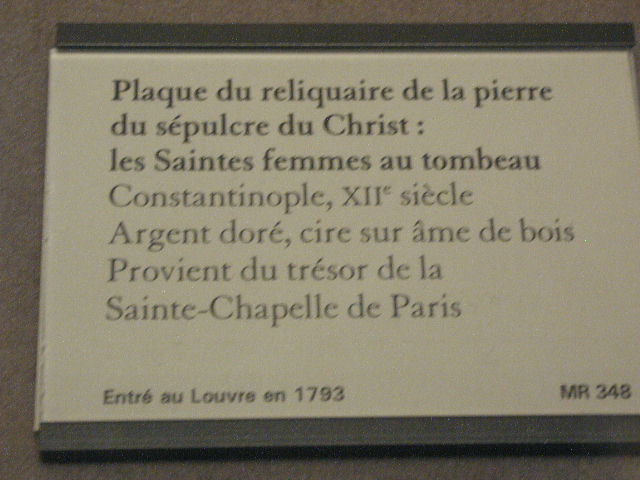 Plaque du reliquaire de la pierre
du sépulcre du Christ :
les Saintes femmes au tombeau
Constantinople, XIIe siècle
Argent doré, cire sur âme de bois
Provient du trésor de la
Sainte-Chapelle de Paris
Entré au Louvre en 1793
MR 348